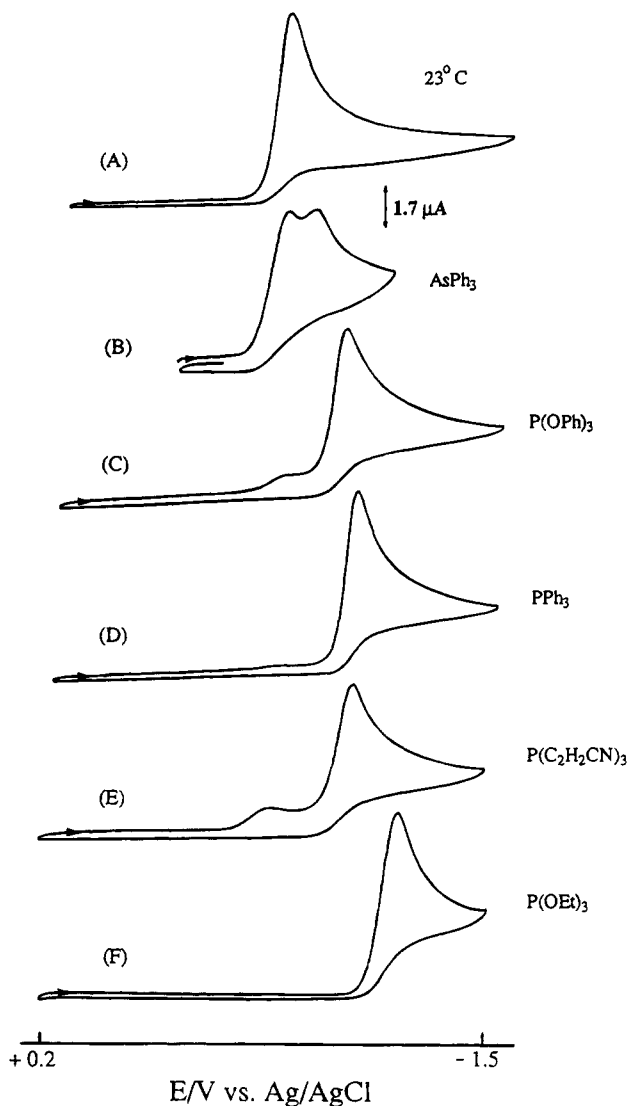 23°C
(A)
1.7 μA
AsPh₃
(B)
P(OPh)₃
(C)
PPh₃
(D)
P(C₂H₂CN)₃
(E)
P(OEt)₃
(F)
+ 0.2
- 1.5
E/V vs. Ag/AgCl